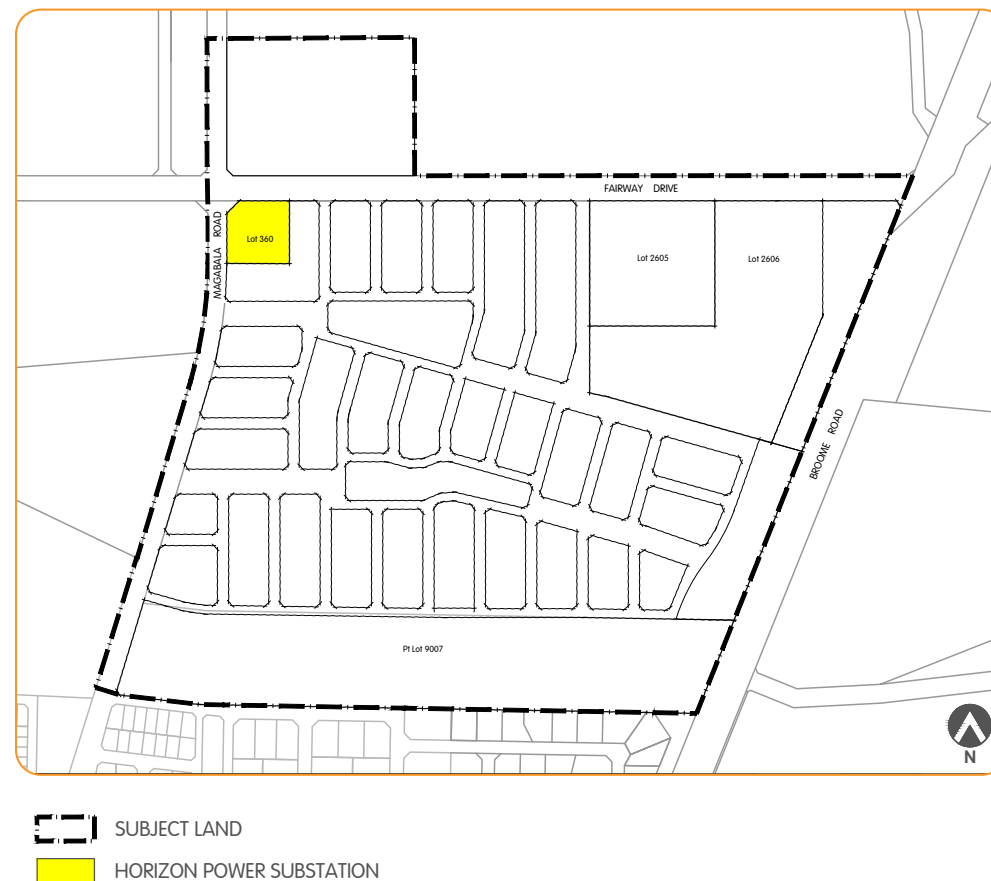 FAIRWAY DRIVE
MAGABALA ROAD
Lot 360
Lot 2605
Lot 2606
BROOME ROAD
Pt Lot 9007
N
SUBJECT LAND
HORIZON POWER SUBSTATION